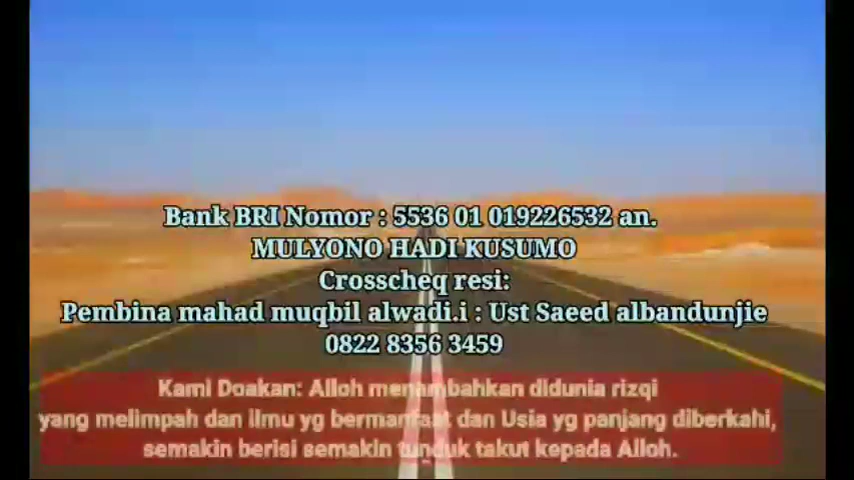 Bank BRI Nomor : 5536 01 019226532 an.
MULYONO HADI KUSUMO
Crosscheq resi:
Pembina mahad muqbil alwadi.i : Ust Saeed albandunjie
0822 8356 3459
Kami Doakan: Alloh menambahkan didunia rizqi
yang melimpah dan ilmu yg bermanfaat dan Usia yg panjang diberkahi,
semakin berisi semakin tunduk takut kepada Alloh.